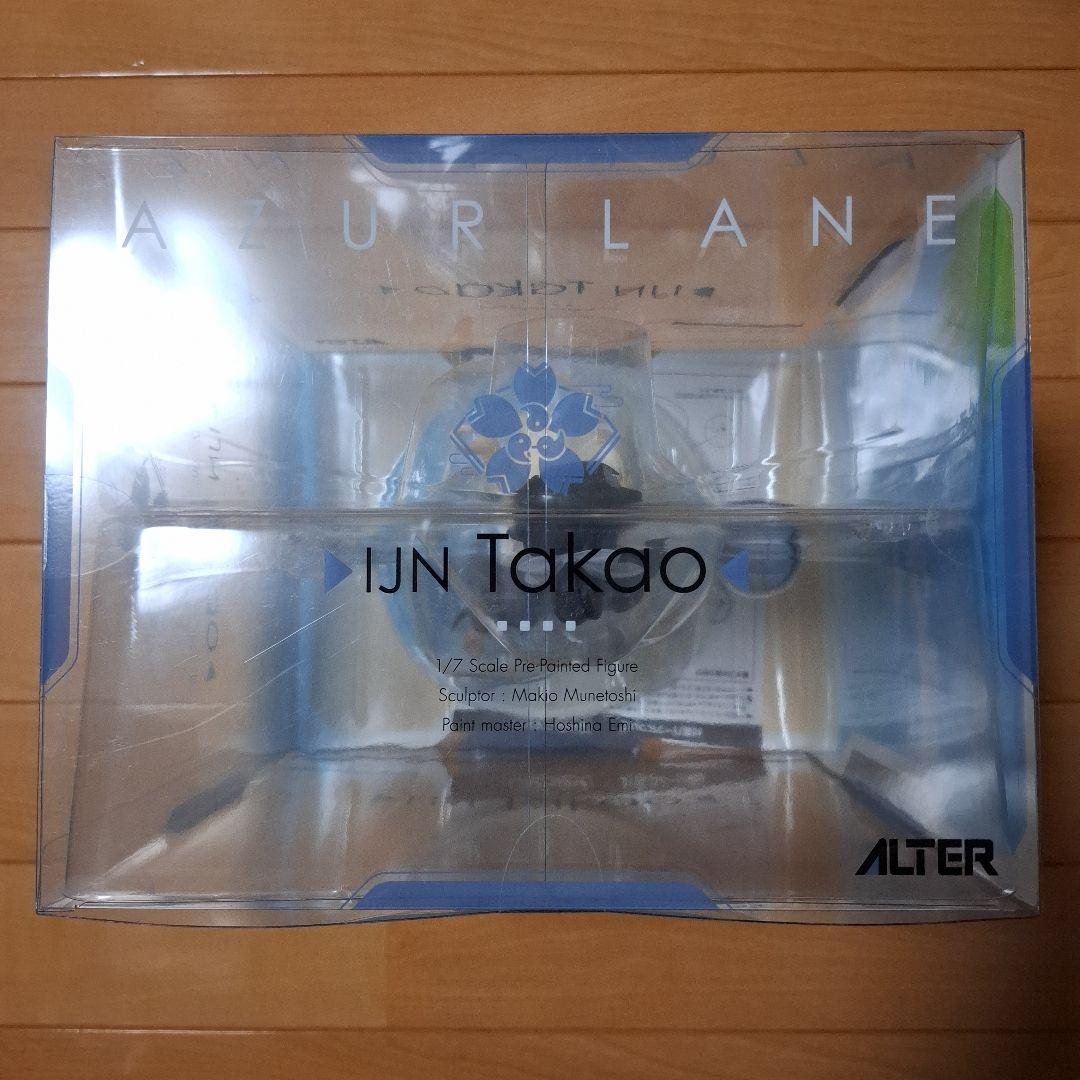 AZUR LANE
IJN Takao
1/7 Scale Pre-Painted Figure
Sculptor : Makio Munetoshi
Paint master : Hoshina Emi
ALTER